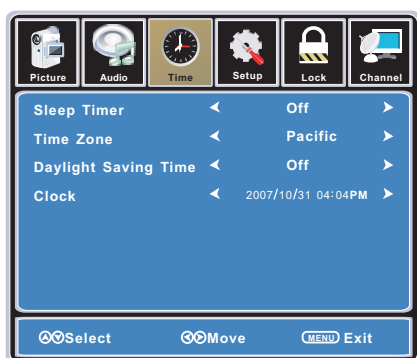 Picture Audio Time Setup Lock Channel
Sleep Timer Off
Time Zone Pacific
Daylight Saving Time Off
Clock 2007/10/31 04:04PM
Select Move MENU Exit